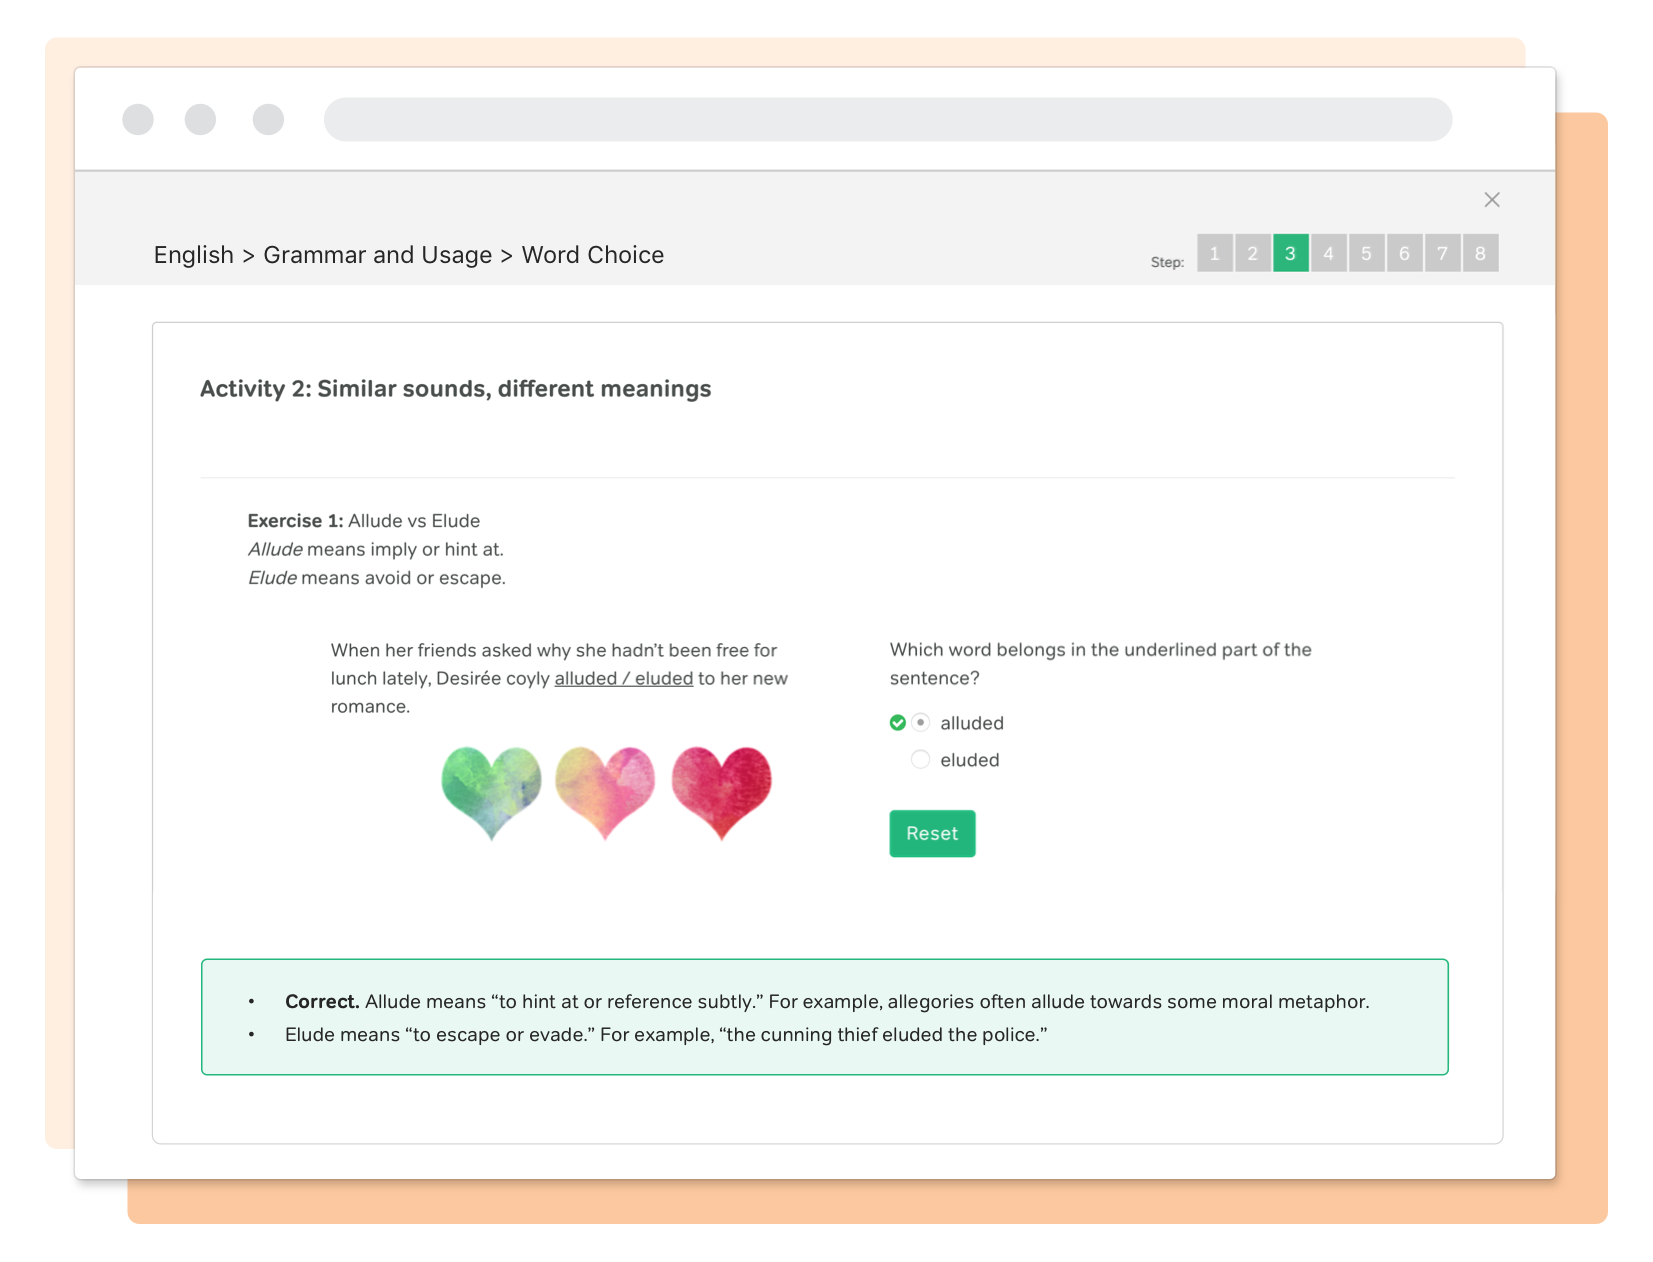 English > Grammar and Usage > Word Choice
Step: 1 2 3 4 5 6 7 8
Activity 2: Similar sounds, different meanings
Exercise 1: Allude vs Elude
Allude means imply or hint at.
Elude means avoid or escape.
When her friends asked why she hadn't been free for
lunch lately, Desirée coyly alluded / eluded to her new
romance.
Which word belongs in the underlined part of the
sentence?
alluded
eluded
Reset
• Correct. Allude means “to hint at or reference subtly.” For example, allegories often allude towards some moral metaphor.
• Elude means “to escape or evade.” For example, “the cunning thief eluded the police.”